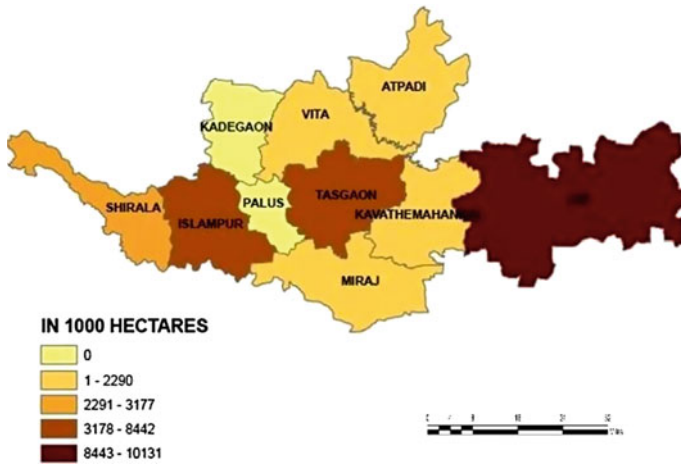 ATPADI
VITA
KADEGAON
TASGAON
PALUS
SHIRALA
ISLAMPUR
MIRAJ
IN 1000 HECTARES
0
1 - 2290
2291 - 3177
3178 - 8442
8443 - 10131